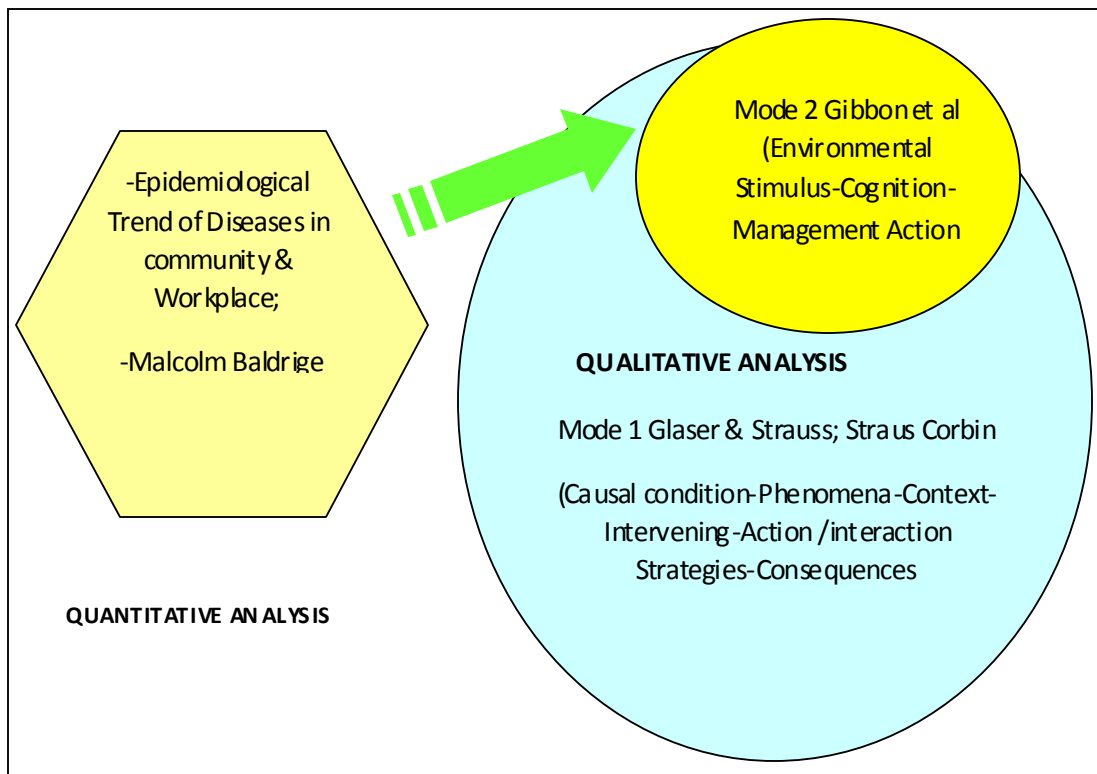 -Epidemiological
Trend of Diseases in
community &
Workplace;
-Malcolm Baldrige
QUANTITATIVE ANALYSIS
Mode 2 Gibbon et al
(Environmental
Stimulus-Cognition-
Management Action
QUALITATIVE ANALYSIS
Mode 1 Glaser & Strauss; Straus Corbin
(Causal condition-Phenomena-Context-
Intervening-Action /interaction
Strategies-Consequences